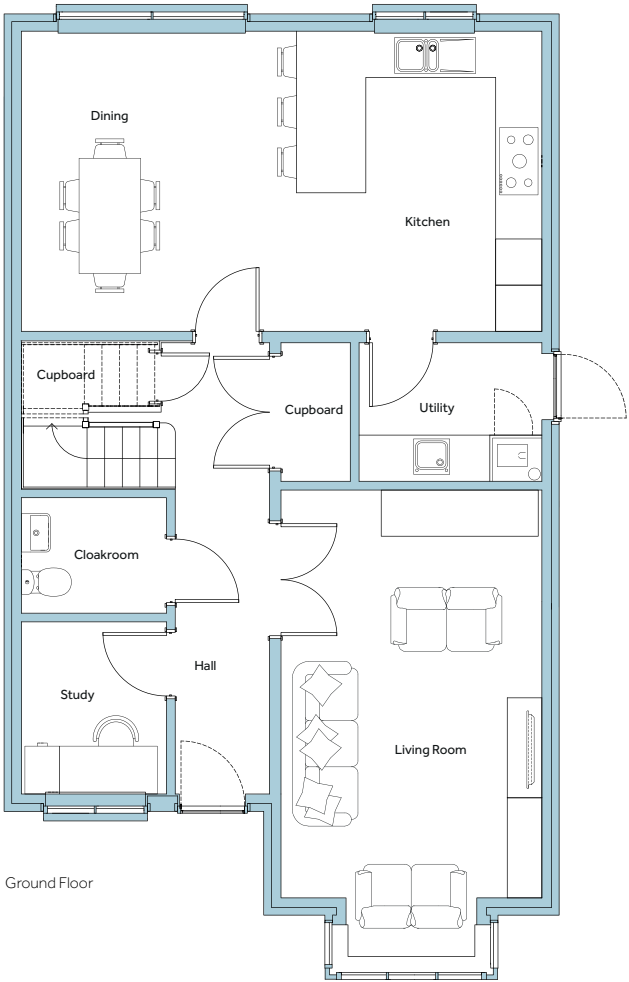 Dining
Kitchen
Cupboard
Cupboard
Utility
Cloakroom
Hall
Study
Living Room
Ground Floor